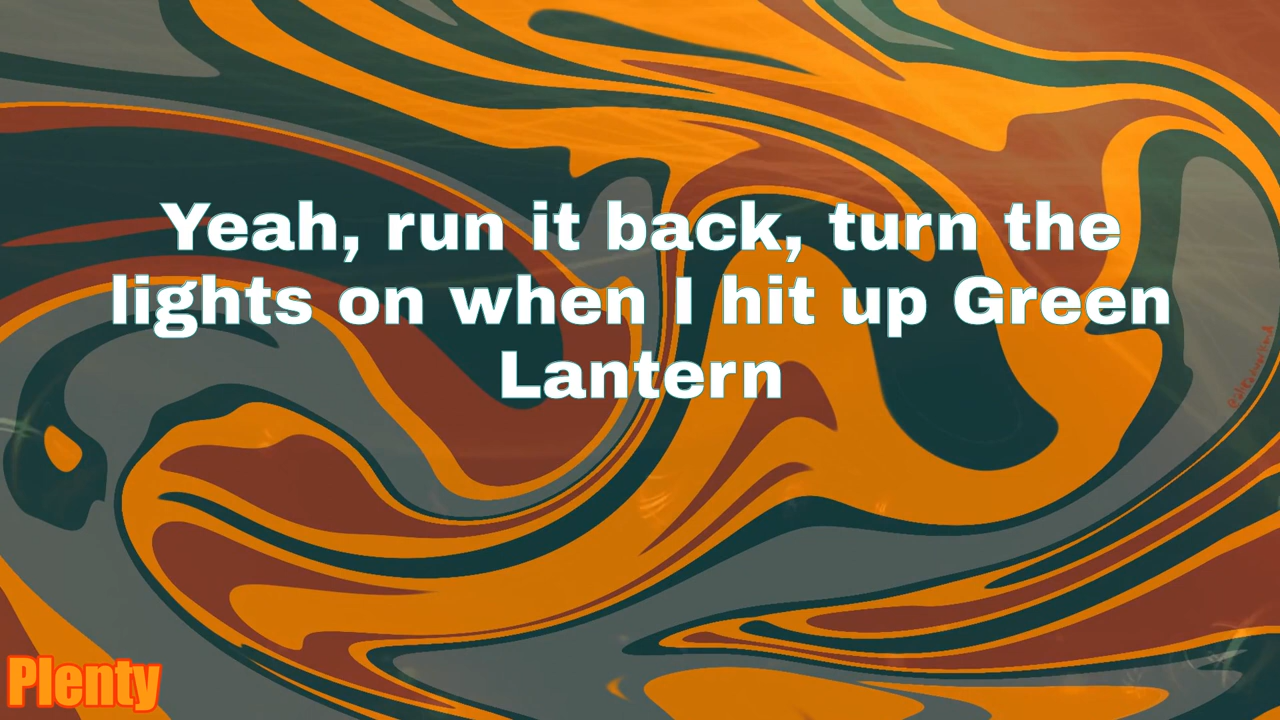 Yeah, run it back, turn the
lights on when I hit up Green
Lantern
Plenty